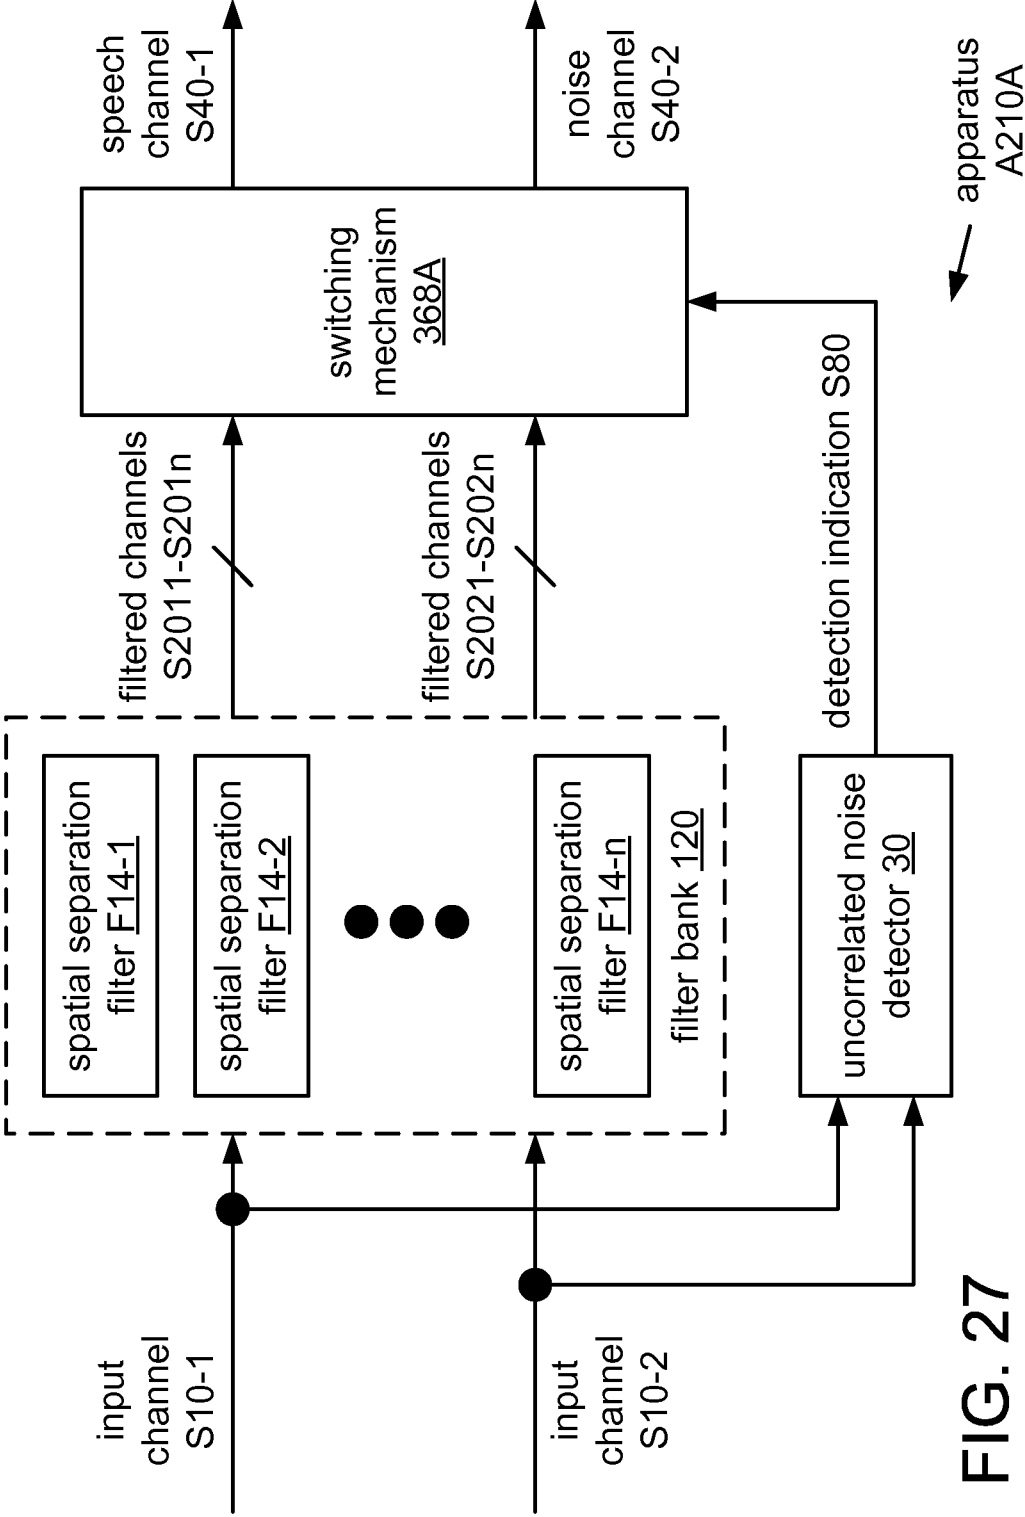 input
channel
S10-1
input
channel
S10-2
spatial separation
filter F14-1
spatial separation
filter F14-2
spatial separation
filter F14-n
filter bank 120
uncorrelated noise
detector 30
filtered channels
S2011-S201n
filtered channels
S2021-S202n
detection indication S80
switching
mechanism
368A
speech
channel
S40-1
noise
channel
S40-2
apparatus
A210A
FIG. 27